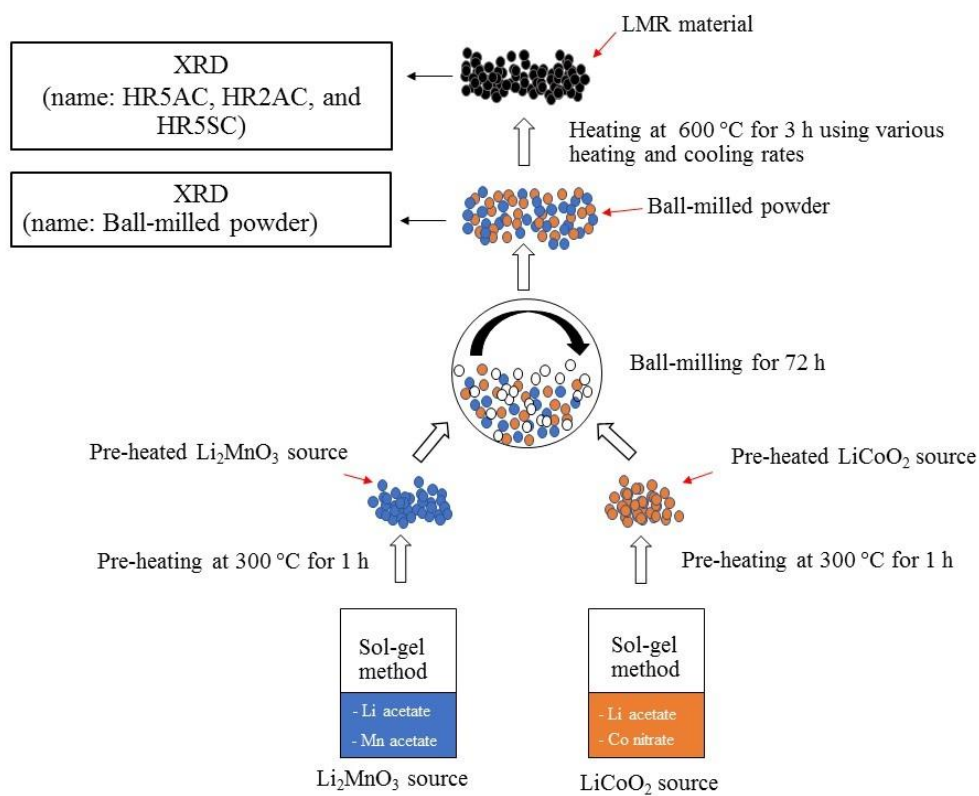 LMR material
XRD
(name: HR5AC, HR2AC, and
HR5SC)
Heating at 600 °C for 3 h using various
heating and cooling rates
XRD
(name: Ball-milled powder)
Ball-milled powder
Ball-milling for 72 h
Pre-heated Li₂MnO₃ source
Pre-heated LiCoO₂ source
Pre-heating at 300 °C for 1 h
Pre-heating at 300 °C for 1 h
Sol-gel
method
- Li acetate
- Mn acetate
Li₂MnO₃ source
Sol-gel
method
- Li acetate
- Co nitrate
LiCoO₂ source